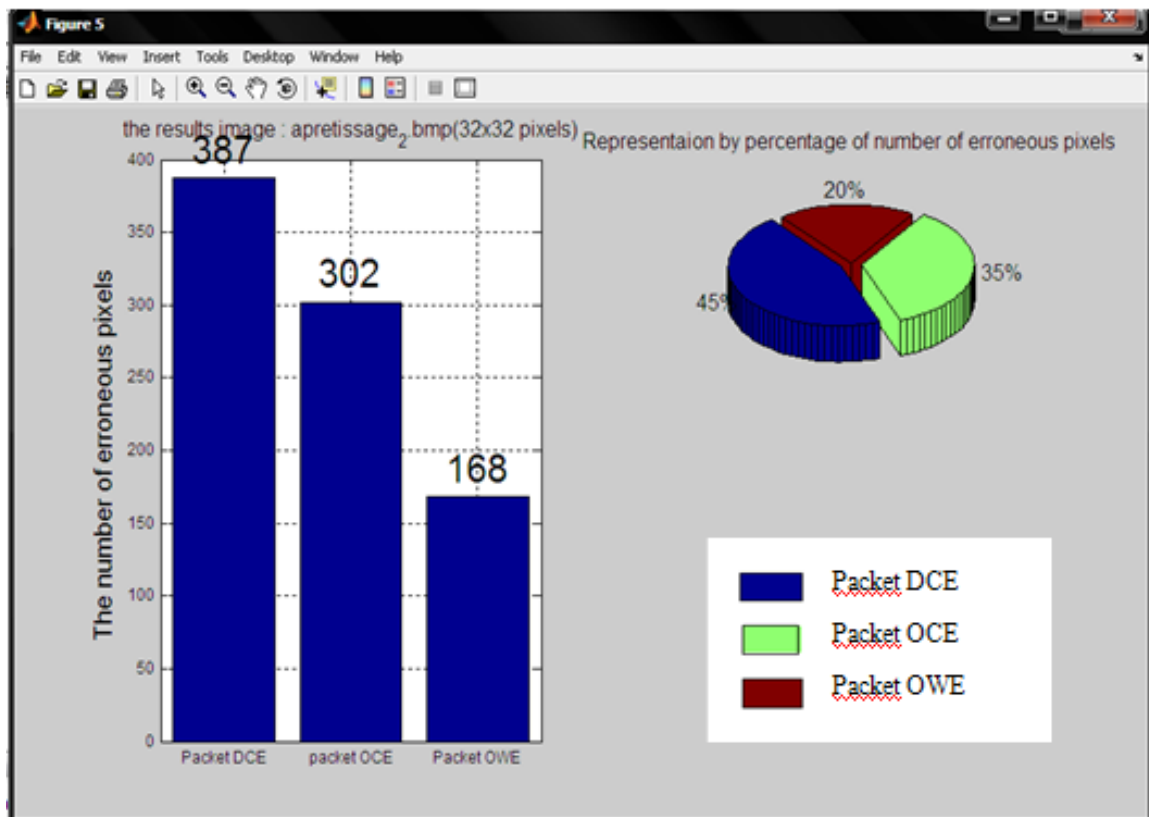 Figure 5
File Edit View Insert Tools Desktop Window Help
the results image : apretissage2.bmp(32x32 pixels)
387
302
168
The number of erroneous pixels
400
350
300
250
200
150
100
50
0
Packet DCE packet OCE Packet OWE
Representaion by percentage of number of erroneous pixels
20%
35%
45%
Packet DCE
Packet OCE
Packet OWE